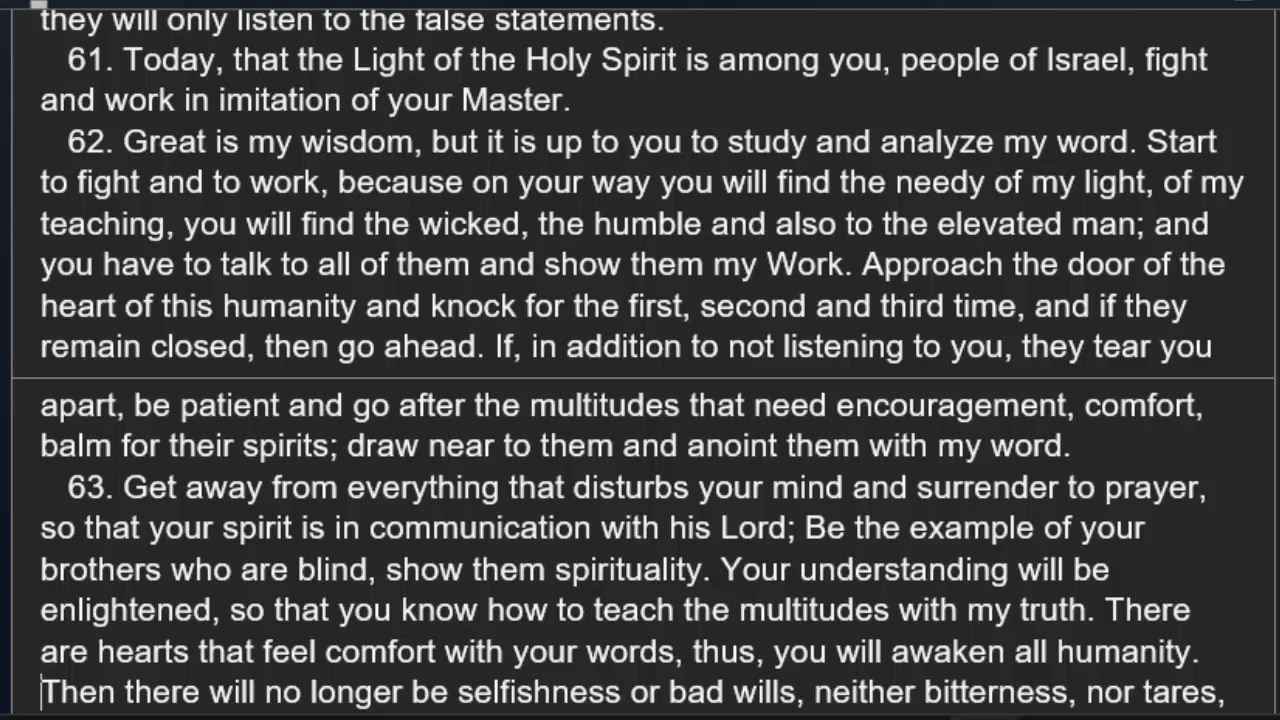 they will only listen to the false statements.
61. Today, that the Light of the Holy Spirit is among you, people of Israel, fight
and work in imitation of your Master.
62. Great is my wisdom, but it is up to you to study and analyze my word. Start
to fight and to work, because on your way you will find the needy of my light, of my
teaching, you will find the wicked, the humble and also to the elevated man; and
you have to talk to all of them and show them my Work. Approach the door of the
heart of this humanity and knock for the first, second and third time, and if they
remain closed, then go ahead. If, in addition to not listening to you, they tear you
apart, be patient and go after the multitudes that need encouragement, comfort,
balm for their spirits; draw near to them and anoint them with my word.
63. Get away from everything that disturbs your mind and surrender to prayer,
so that your spirit is in communication with his Lord; Be the example of your
brothers who are blind, show them spirituality. Your understanding will be
enlightened, so that you know how to teach the multitudes with my truth. There
are hearts that feel comfort with your words, thus, you will awaken all humanity.
Then there will no longer be selfishness or bad wills, neither bitterness, nor tares,